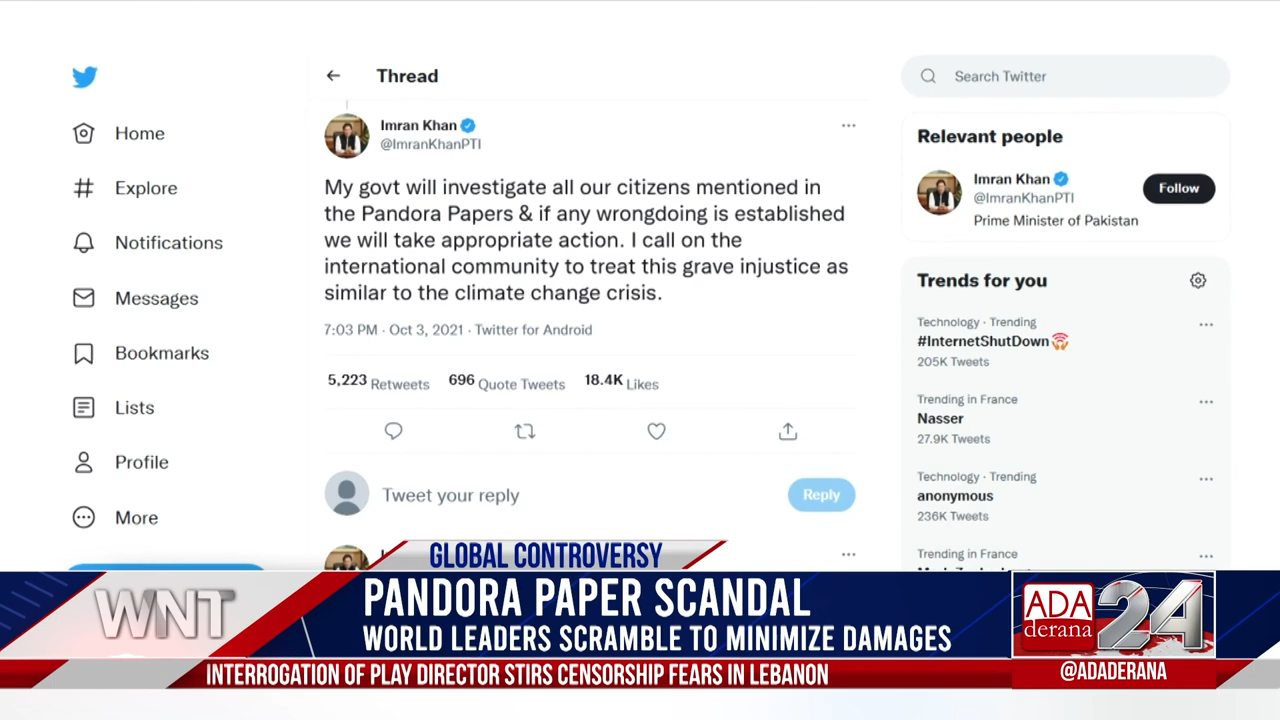 Home
Explore
Notifications
Messages
Bookmarks
Lists
Profile
More
Thread
Imran Khan
@ImranKhanPTI
My govt will investigate all our citizens mentioned in
the Pandora Papers & if any wrongdoing is established
we will take appropriate action. I call on the
international community to treat this grave injustice as
similar to the climate change crisis.
7:03 PM · Oct 3, 2021 · Twitter for Android
5,223 Retweets 696 Quote Tweets 18.4K Likes
Tweet your reply
Reply
Search Twitter
Relevant people
Imran Khan
@ImranKhanPTI
Follow
Prime Minister of Pakistan
Trends for you
Technology · Trending
#InternetShutDown
205K Tweets
Trending in France
Nasser
27.9K Tweets
Technology · Trending
anonymous
236K Tweets
Trending in France
GLOBAL CONTROVERSY
WNT
PANDORA PAPER SCANDAL
WORLD LEADERS SCRAMBLE TO MINIMIZE DAMAGES
ADA
derana
24
INTERROGATION OF PLAY DIRECTOR STIRS CENSORSHIP FEARS IN LEBANON
@ADADERANA